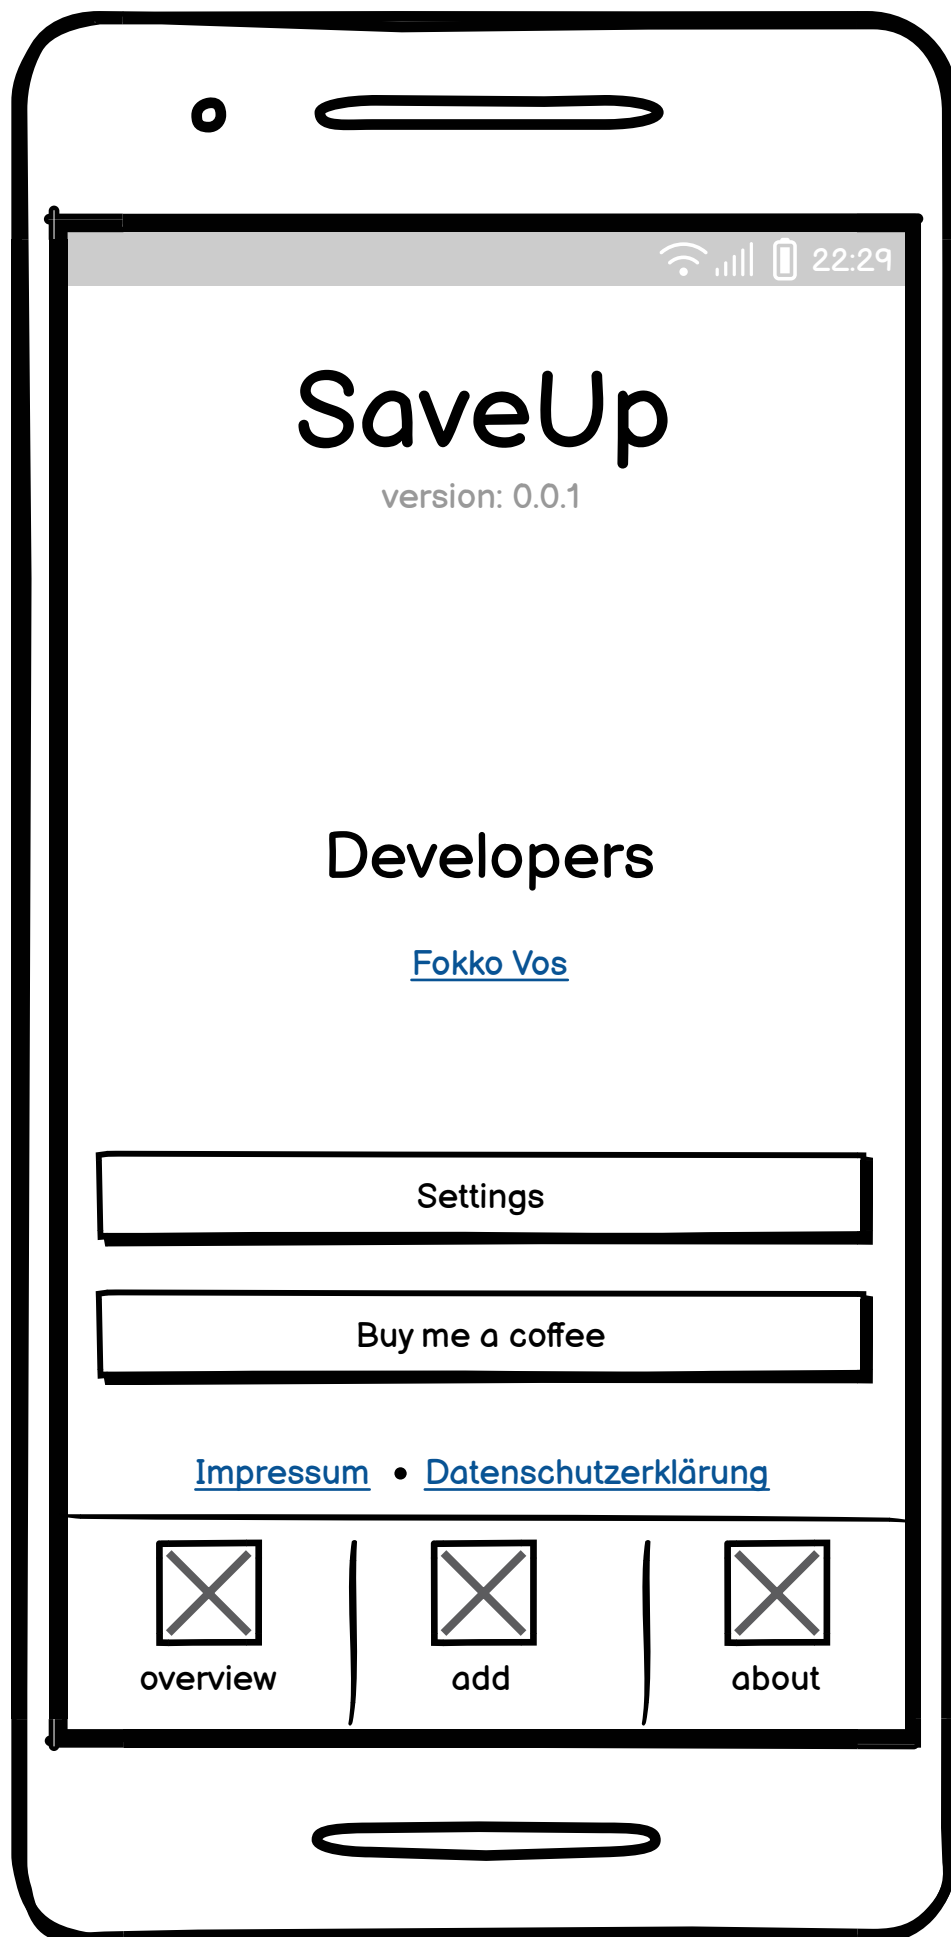 22:29
SaveUp
version: 0.0.1
Developers
Fokko Vos
Settings
Buy me a coffee
Impressum • Datenschutzerklärung
overview add about